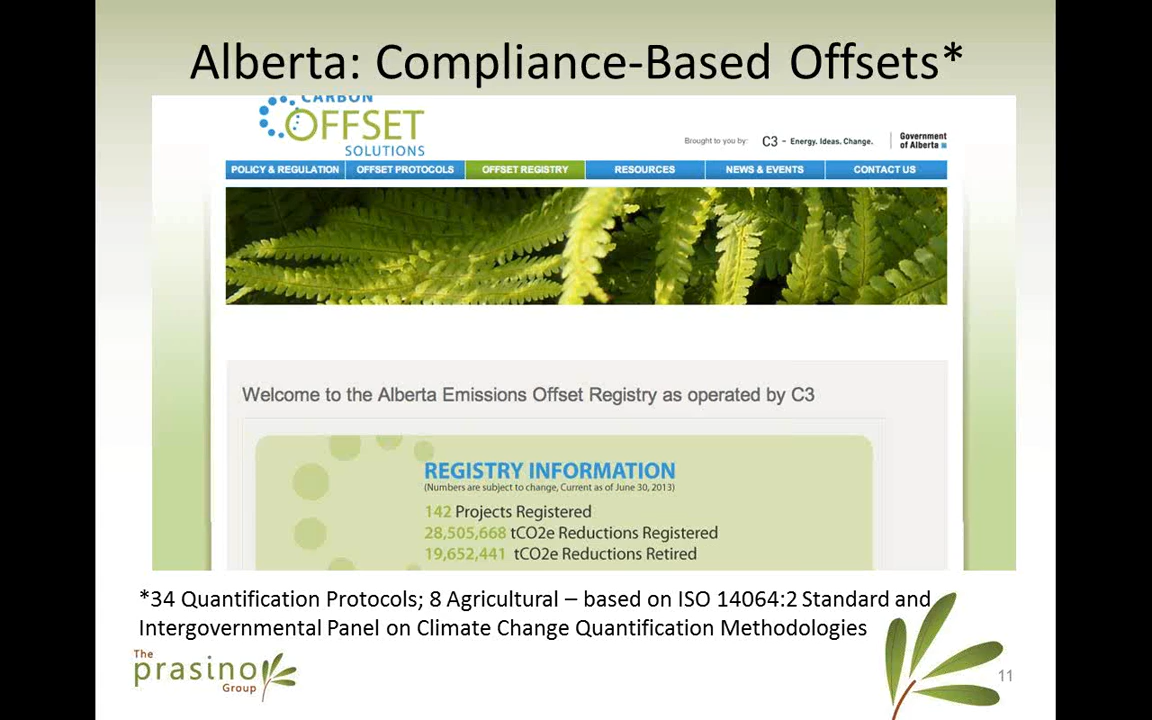 Alberta: Compliance-Based Offsets*
CARBON
OFFSET
SOLUTIONS
Brought to you by: C3 - Energy. Ideas. Change.
Government
of Alberta
POLICY & REGULATION OFFSET PROTOCOLS OFFSET REGISTRY RESOURCES NEWS & EVENTS CONTACT US
Welcome to the Alberta Emissions Offset Registry as operated by C3
REGISTRY INFORMATION
(Numbers are subject to change, Current as of June 30, 2013)
142 Projects Registered
28,505,668 tCO2e Reductions Registered
19,652,441 tCO2e Reductions Retired
*34 Quantification Protocols; 8 Agricultural – based on ISO 14064:2 Standard and
Intergovernmental Panel on Climate Change Quantification Methodologies
The
prasino
Group
11